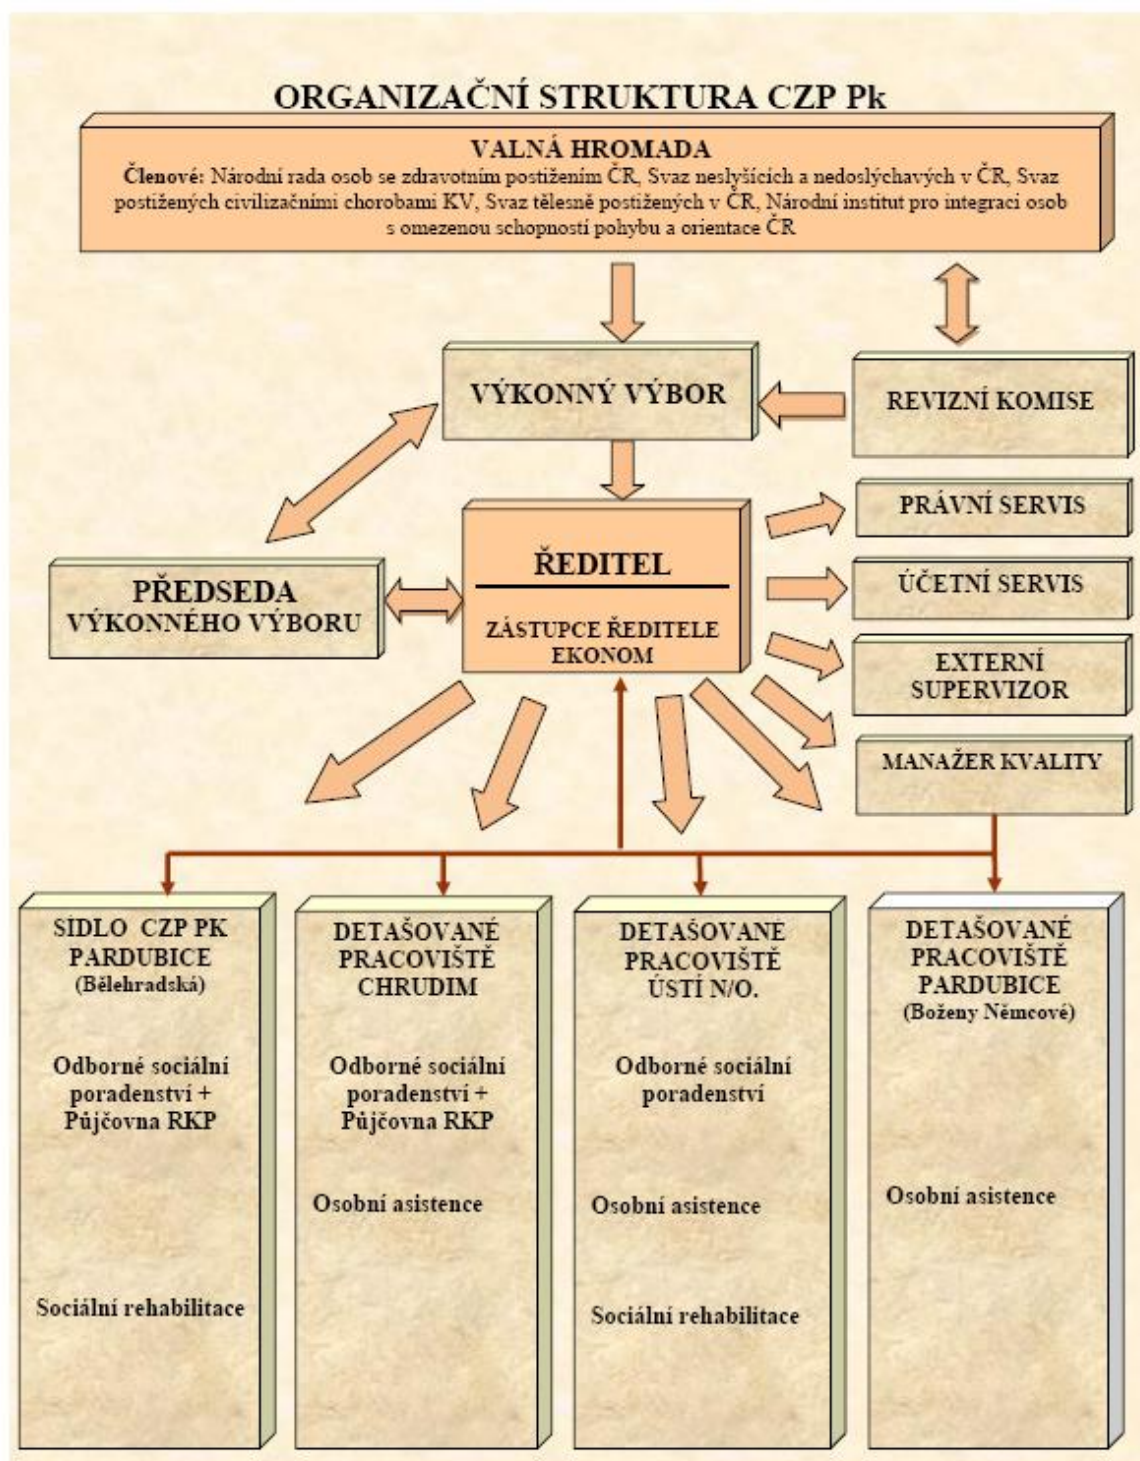 ORGANIZAČNÍ STRUKTURA CZP Pk
VALNÁ HROMADA
Členové: Národní rada osob se zdravotním postižením ČR, Svaz neslyšících a nedoslýchavých v ČR, Svaz
postižených civilizačními chorobami KV, Svaz tělesně postižených v ČR, Národní institut pro integraci osob
s omezenou schopností pohybu a orientace ČR
VÝKONNÝ VÝBOR
REVIZNÍ KOMISE
PRÁVNÍ SERVIS
ŘEDITEL
ZÁSTUPCE ŘEDITELE
EKONOM
PŘEDSEDA
VÝKONNÉHO VÝBORU
ÚČETNÍ SERVIS
EXTERNÍ
SUPERVIZOR
MANAŽER KVALITY
SÍDLO CZP PK
PARDUBICE
(Bělehradská)
Odborné sociální
poradenství +
Půjčovna RKP
Sociální rehabilitace
DETAŠOVANÉ
PRACOVIŠTĚ
CHRUDIM
Odborné sociální
poradenství +
Půjčovna RKP
Osobní asistence
DETAŠOVANÉ
PRACOVIŠTĚ
ÚSTÍ N/O.
Odborné sociální
poradenství
Osobní asistence
Sociální rehabilitace
DETAŠOVANÉ
PRACOVIŠTĚ
PARDUBICE
(Boženy Němcové)
Osobní asistence